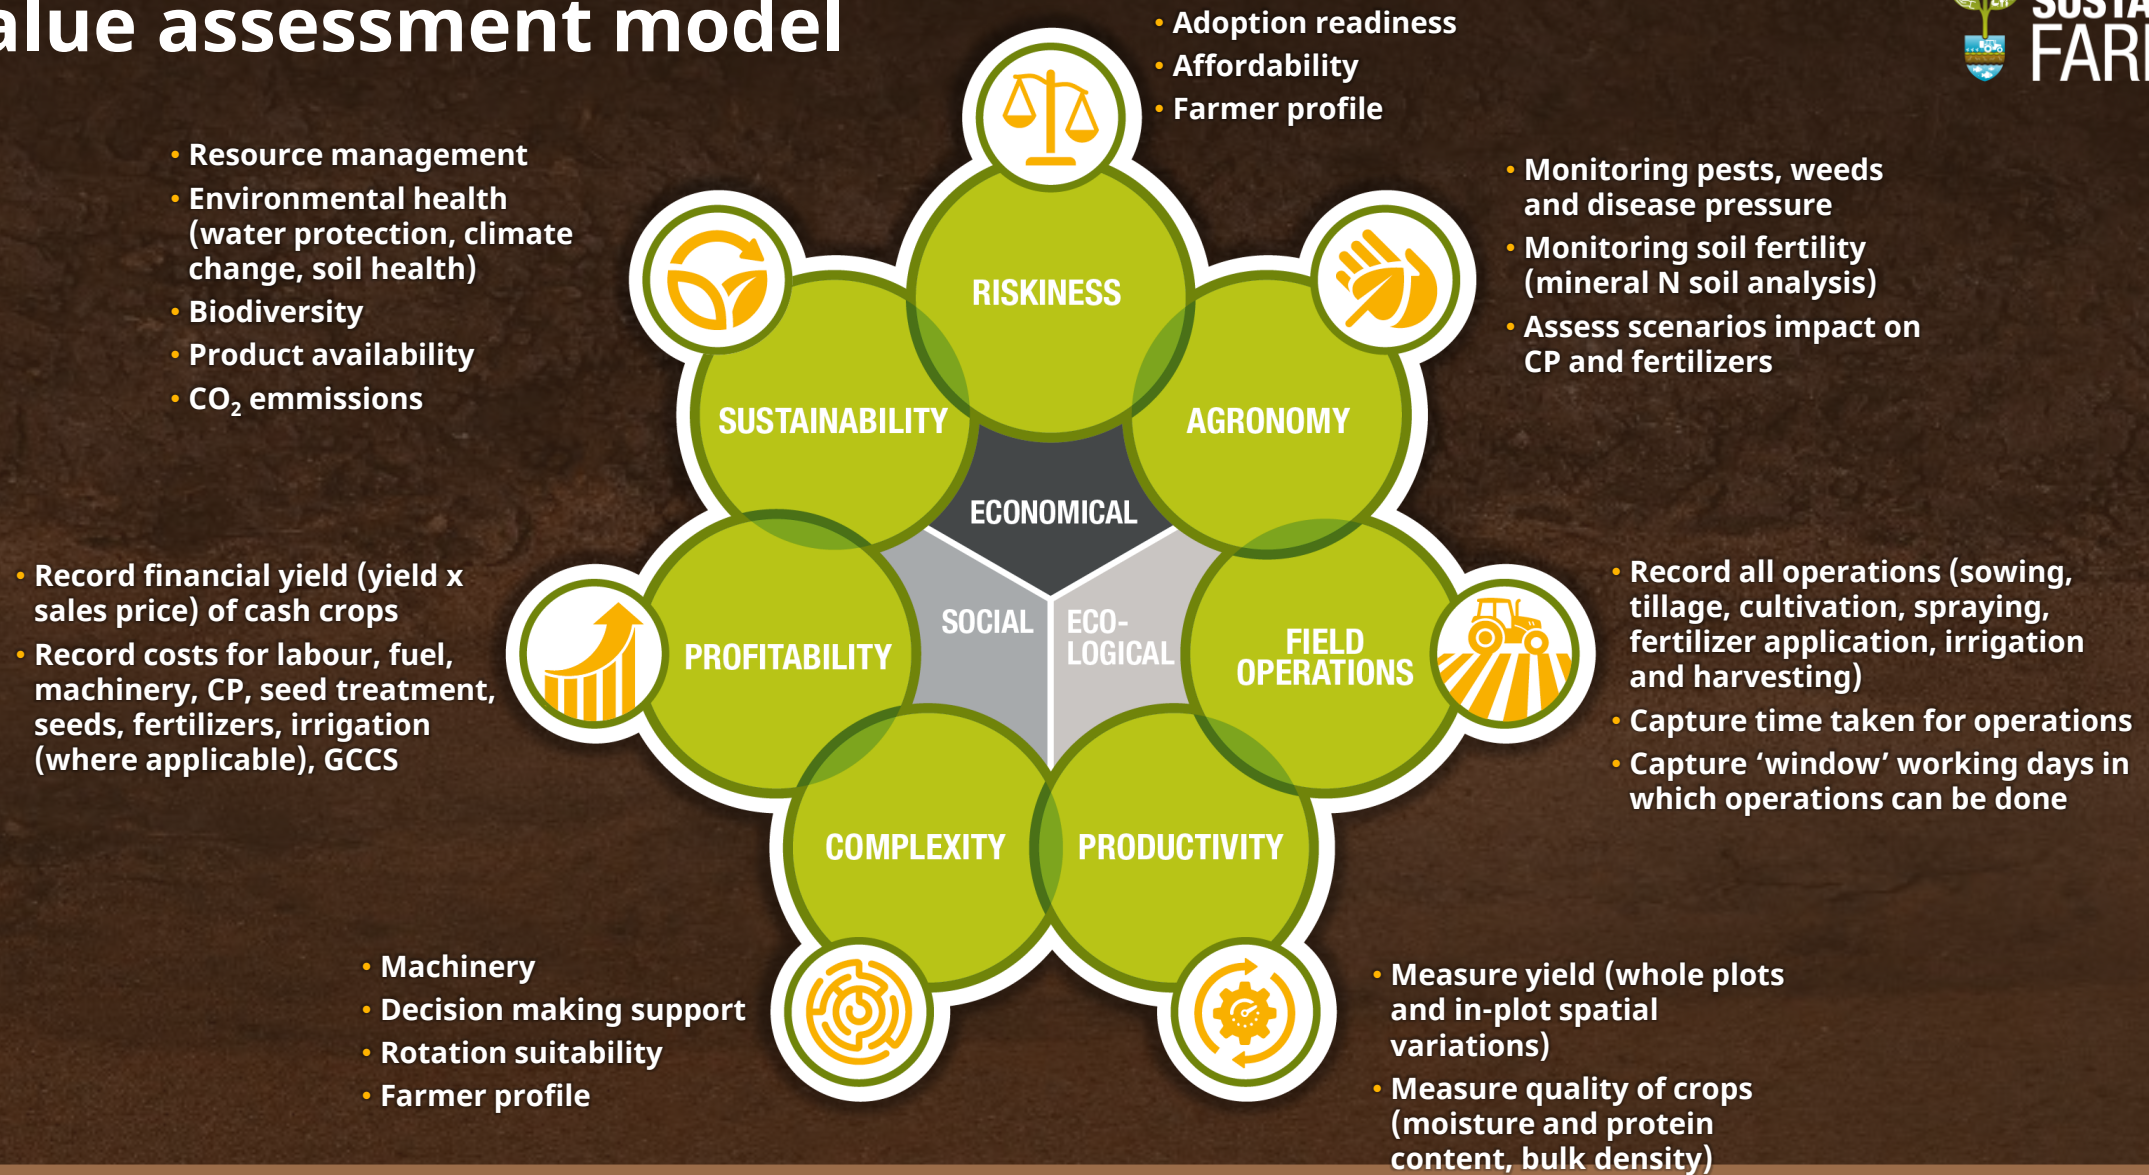 alue assessment model
• Adoption readiness
• Affordability
• Farmer profile
FAR
• Resource management
• Environmental health
(water protection, climate
change, soil health)
• Biodiversity
• Product availability
• CO₂ emmissions
• Monitoring pests, weeds
and disease pressure
• Monitoring soil fertility
(mineral N soil analysis)
• Assess scenarios impact on
CP and fertilizers
RISKINESS
SUSTAINABILITY
AGRONOMY
ECONOMICAL
SOCIAL
ECO-
LOGICAL
PROFITABILITY
FIELD
OPERATIONS
COMPLEXITY
PRODUCTIVITY
• Record financial yield (yield x
sales price) of cash crops
• Record costs for labour, fuel,
machinery, CP, seed treatment,
seeds, fertilizers, irrigation
(where applicable), GCCS
• Record all operations (sowing,
tillage, cultivation, spraying,
fertilizer application, irrigation
and harvesting)
• Capture time taken for operations
• Capture ‘window’ working days in
which operations can be done
• Machinery
• Decision making support
• Rotation suitability
• Farmer profile
• Measure yield (whole plots
and in-plot spatial
variations)
• Measure quality of crops
(moisture and protein
content, bulk density)